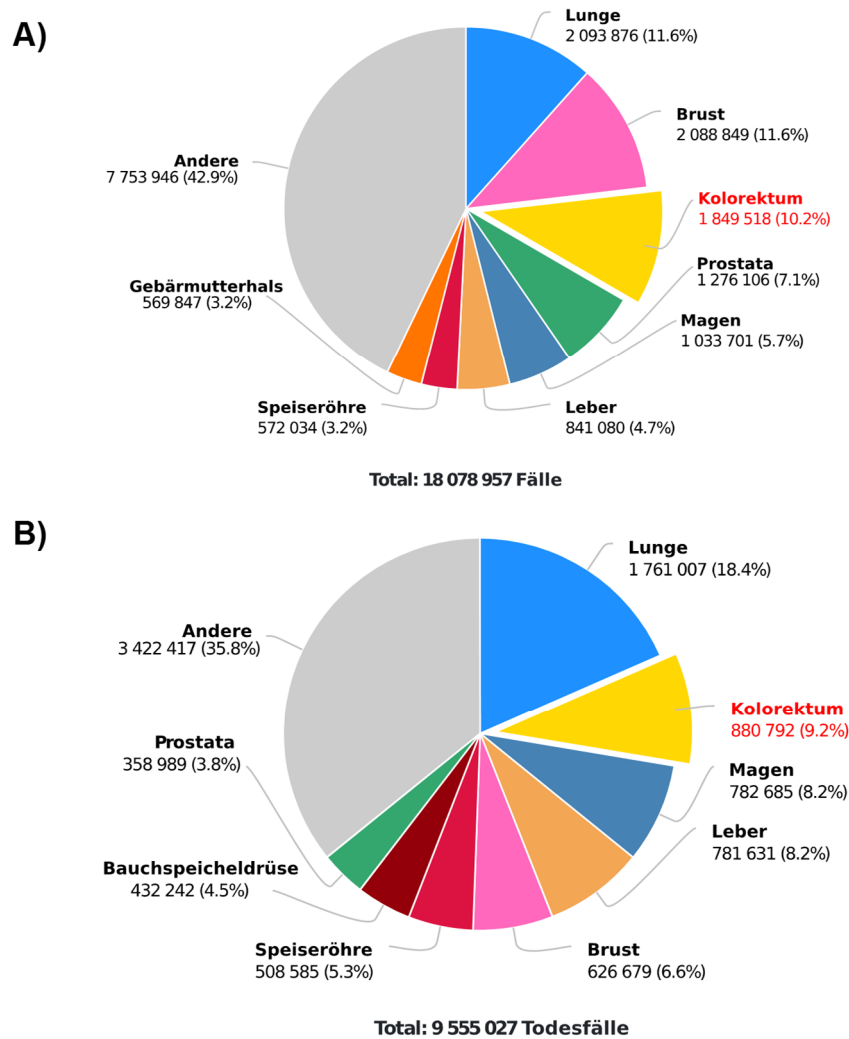 A)
Lunge
2 093 876 (11.6%)
Brust
2 088 849 (11.6%)
Kolorektum
1 849 518 (10.2%)
Prostata
1 276 106 (7.1%)
Magen
1 033 701 (5.7%)
Leber
841 080 (4.7%)
Speiseröhre
572 034 (3.2%)
Gebärmutterhals
569 847 (3.2%)
Andere
7 753 946 (42.9%)
Total: 18 078 957 Fälle
B)
Lunge
1 761 007 (18.4%)
Kolorektum
880 792 (9.2%)
Magen
782 685 (8.2%)
Leber
781 631 (8.2%)
Brust
626 679 (6.6%)
Speiseröhre
508 585 (5.3%)
Bauchspeicheldrüse
432 242 (4.5%)
Prostata
358 989 (3.8%)
Andere
3 422 417 (35.8%)
Total: 9 555 027 Todesfälle